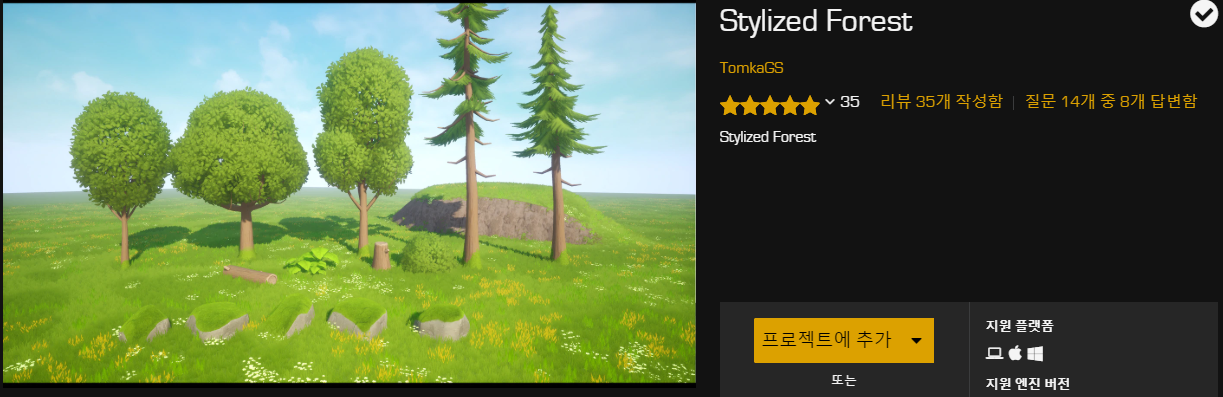 Stylized Forest
TomkaGS
35 리뷰 35개 작성함 | 질문 14개 중 8개 답변함
Stylized Forest
프로젝트에 추가
또는
지원 플랫폼
지원 엔진 버전